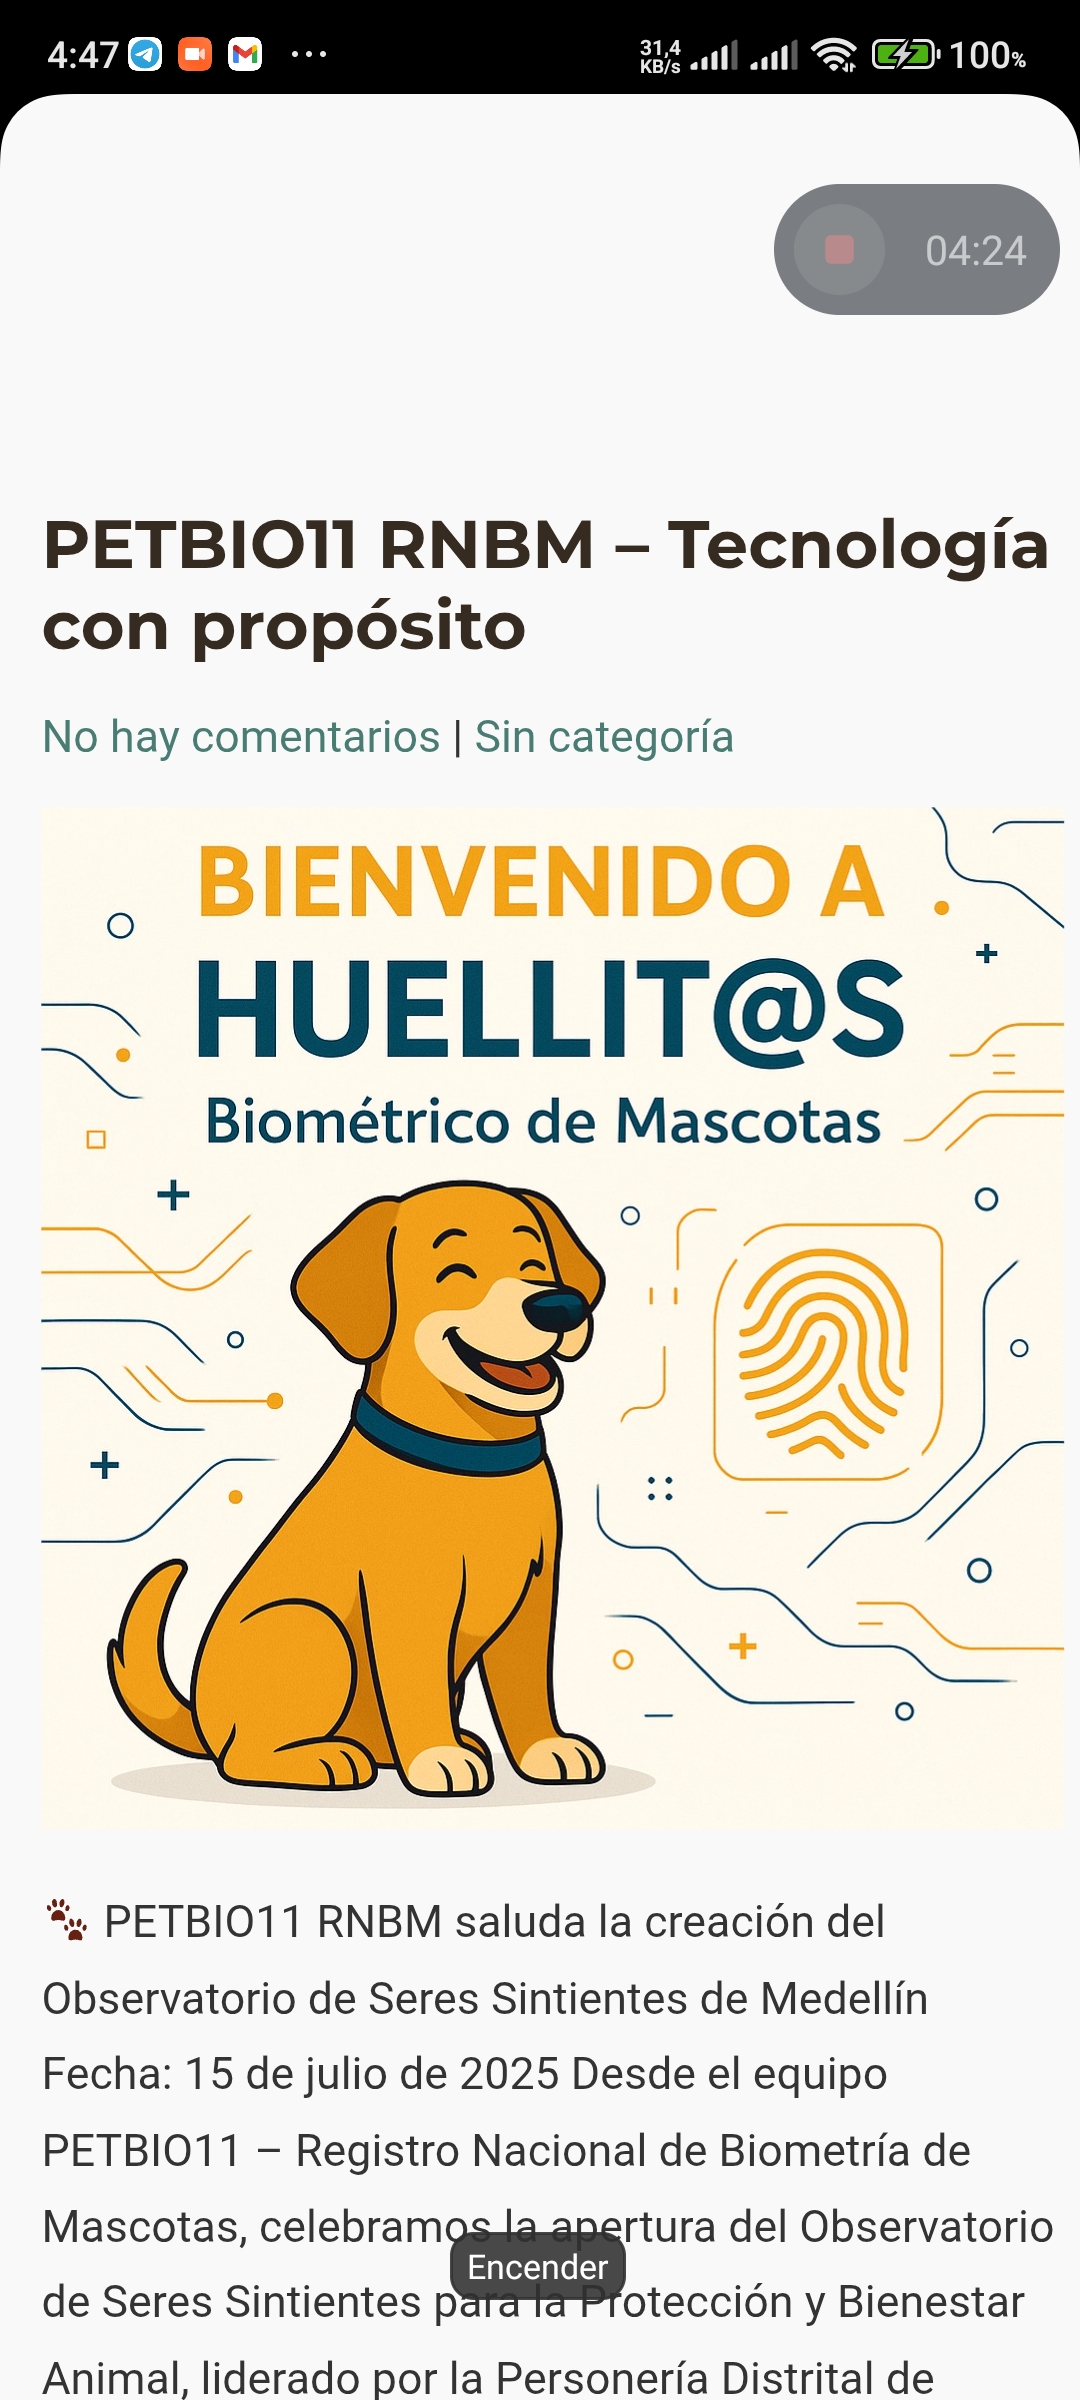 4:47
31,4
KB/s
100%
04:24
PETBIO11 RNBM – Tecnología
con propósito
No hay comentarios | Sin categoría
BIENVENIDO A
HUELLIT@S
Biométrico de Mascotas
🐾 PETBIO11 RNBM saluda la creación del
Observatorio de Seres Sintientes de Medellín
Fecha: 15 de julio de 2025 Desde el equipo
PETBIO11 – Registro Nacional de Biometría de
Mascotas, celebramos la apertura del Observatorio
Encender
de Seres Sintientes para la Protección y Bienestar
Animal, liderado por la Personería Distrital de